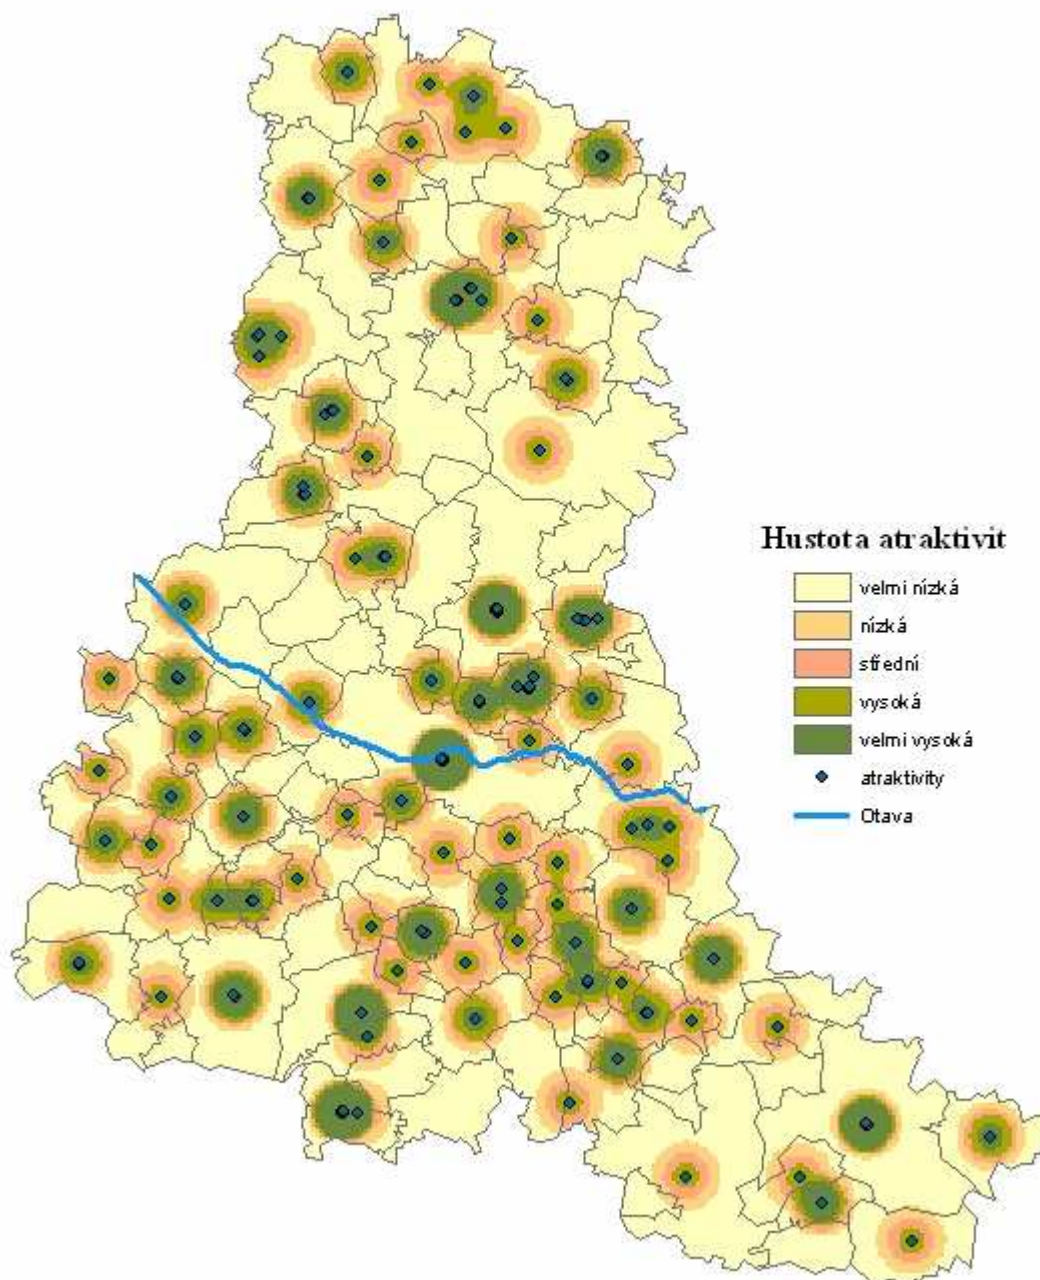 Hustota atraktivit
velmi nízká
nízká
střední
vysoká
velmi vysoká
atraktivity
Otava